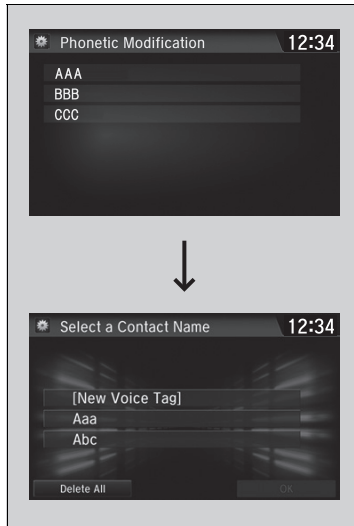 Phonetic Modification
12:34
AAA
BBB
CCC
Select a Contact Name
12:34
[New Voice Tag]
Aaa
Abc
Delete All
OK